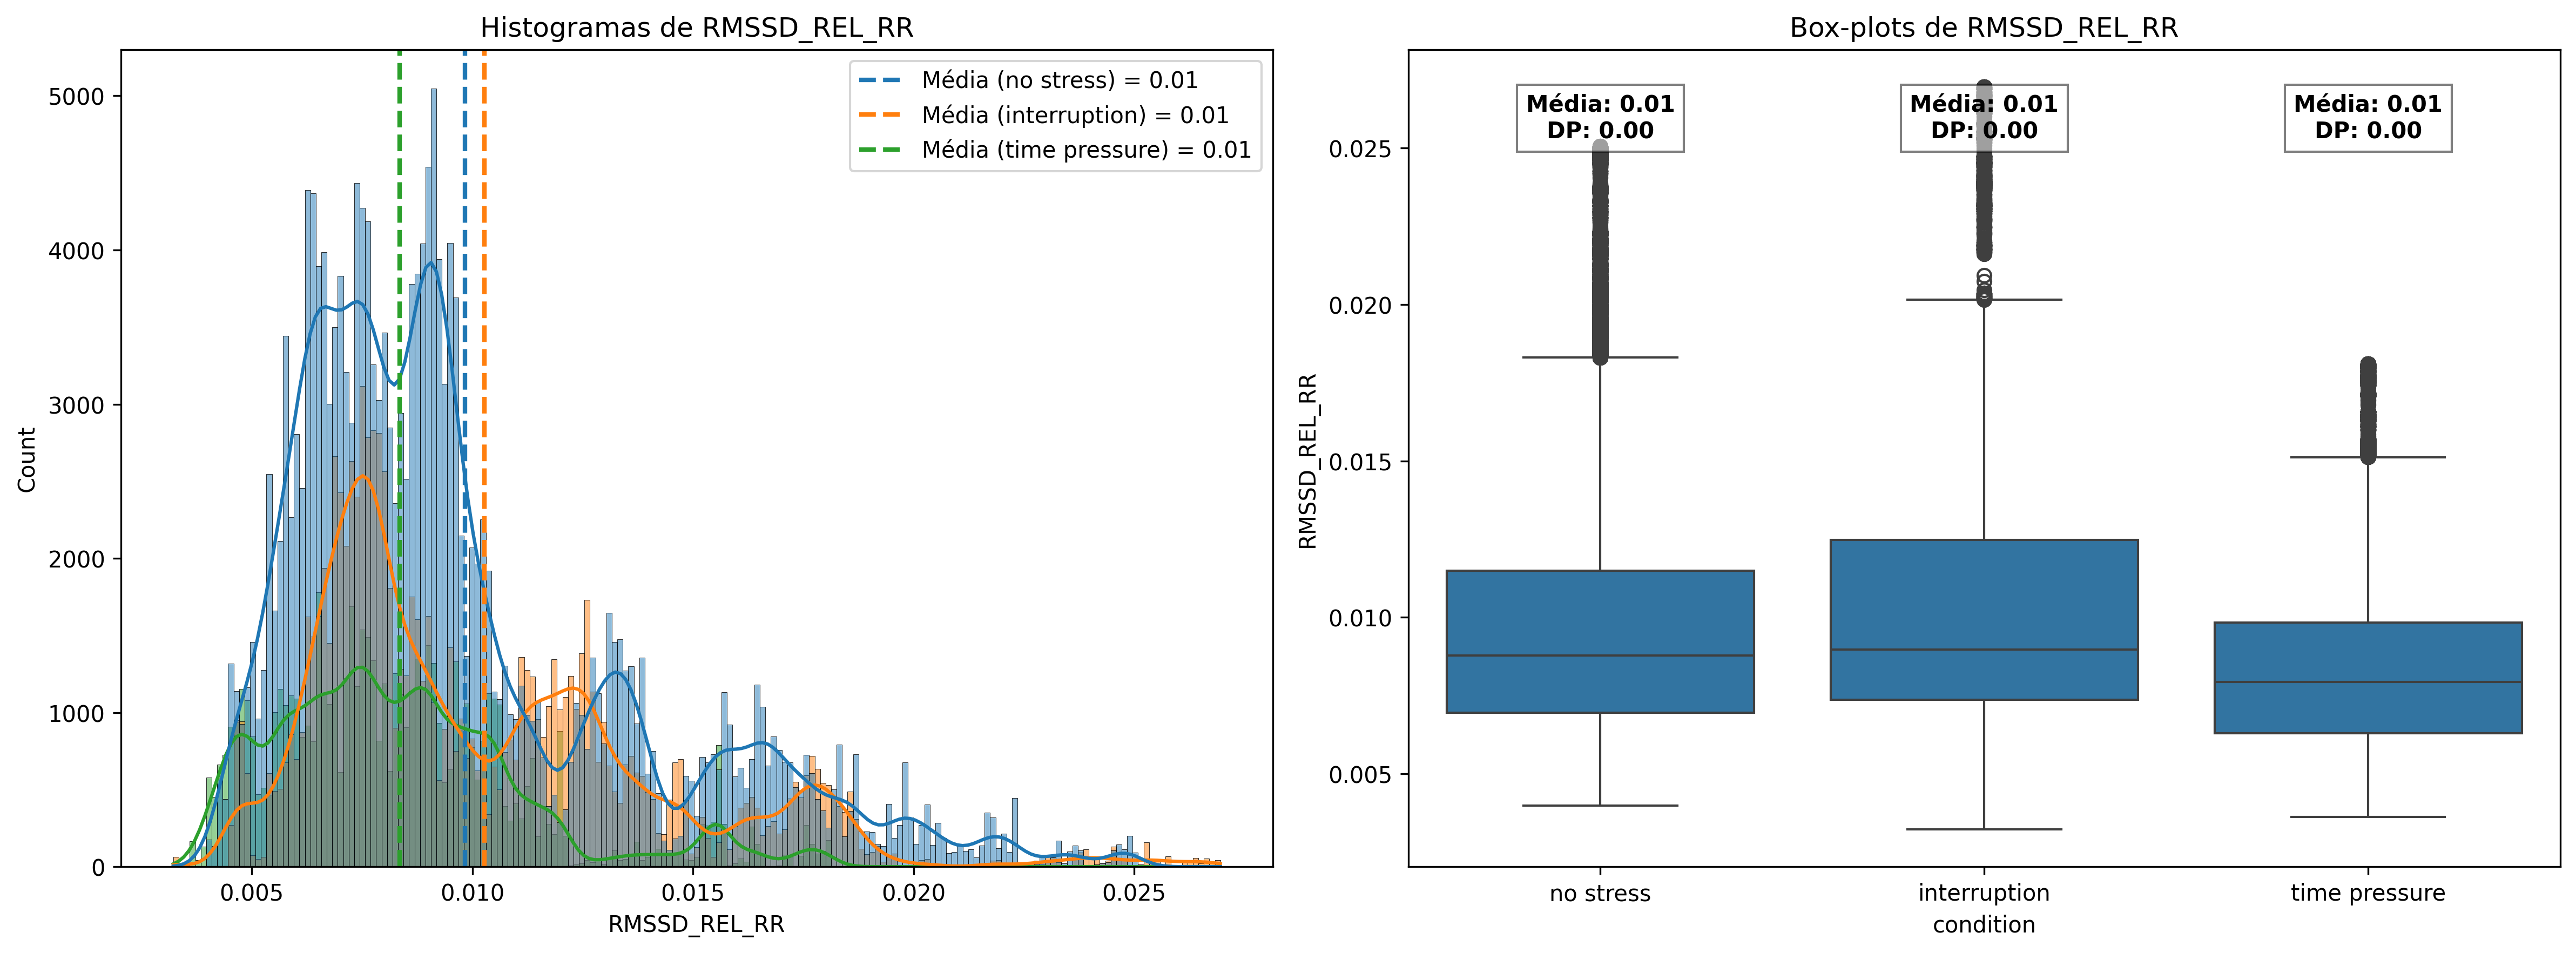 Histogramas de RMSSD_REL_RR
Média (no stress) = 0.01
Média (interruption) = 0.01
Média (time pressure) = 0.01
5000
4000
3000
2000
1000
0
Count
0.005
0.010
0.015
0.020
0.025
RMSSD_REL_RR
Box-plots de RMSSD_REL_RR
Média: 0.01
DP: 0.00
Média: 0.01
DP: 0.00
Média: 0.01
DP: 0.00
0.025
0.020
0.015
0.010
0.005
RMSSD_REL_RR
no stress
interruption
time pressure
condition